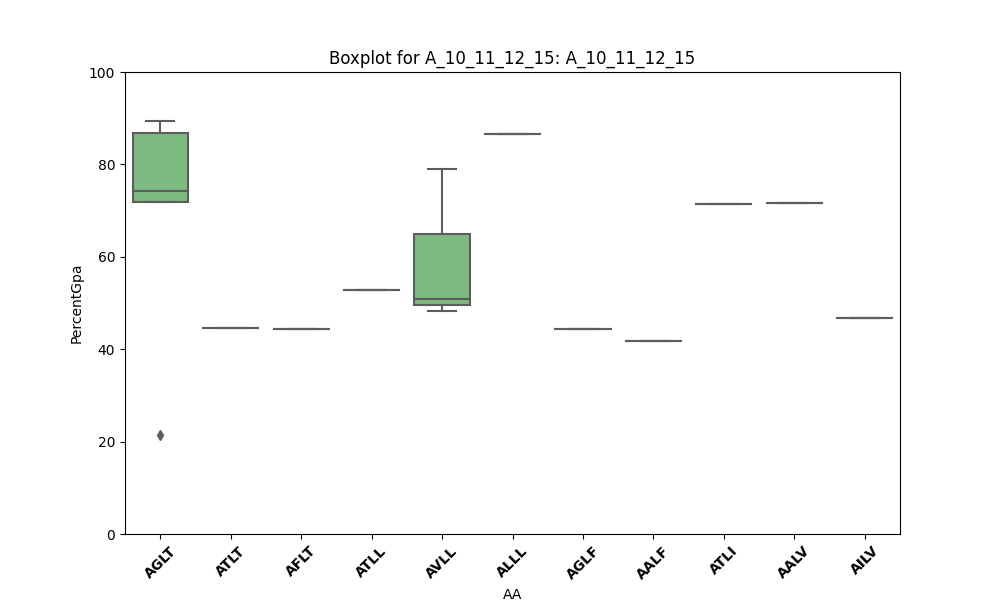 Boxplot for A_10_11_12_15: A_10_11_12_15
100
80
60
40
20
0
PercentGpa
AGLT ATLT AFLT ATLL AVLL ALLL AGLF AALF ATLI AALV AILV
AA